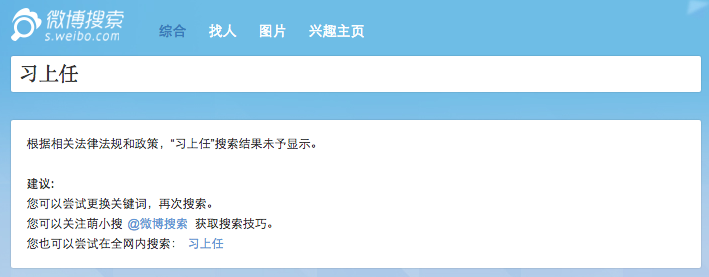 微博搜索
s.weibo.com
综合 找人 图片 兴趣主页
习上任
根据相关法律法规和政策，“习上任”搜索结果未予显示。
建议：
您可以尝试更换关键词，再次搜索。
您可以关注萌小搜 @微博搜索 获取搜索技巧。
您也可以尝试在全网内搜索： 习上任